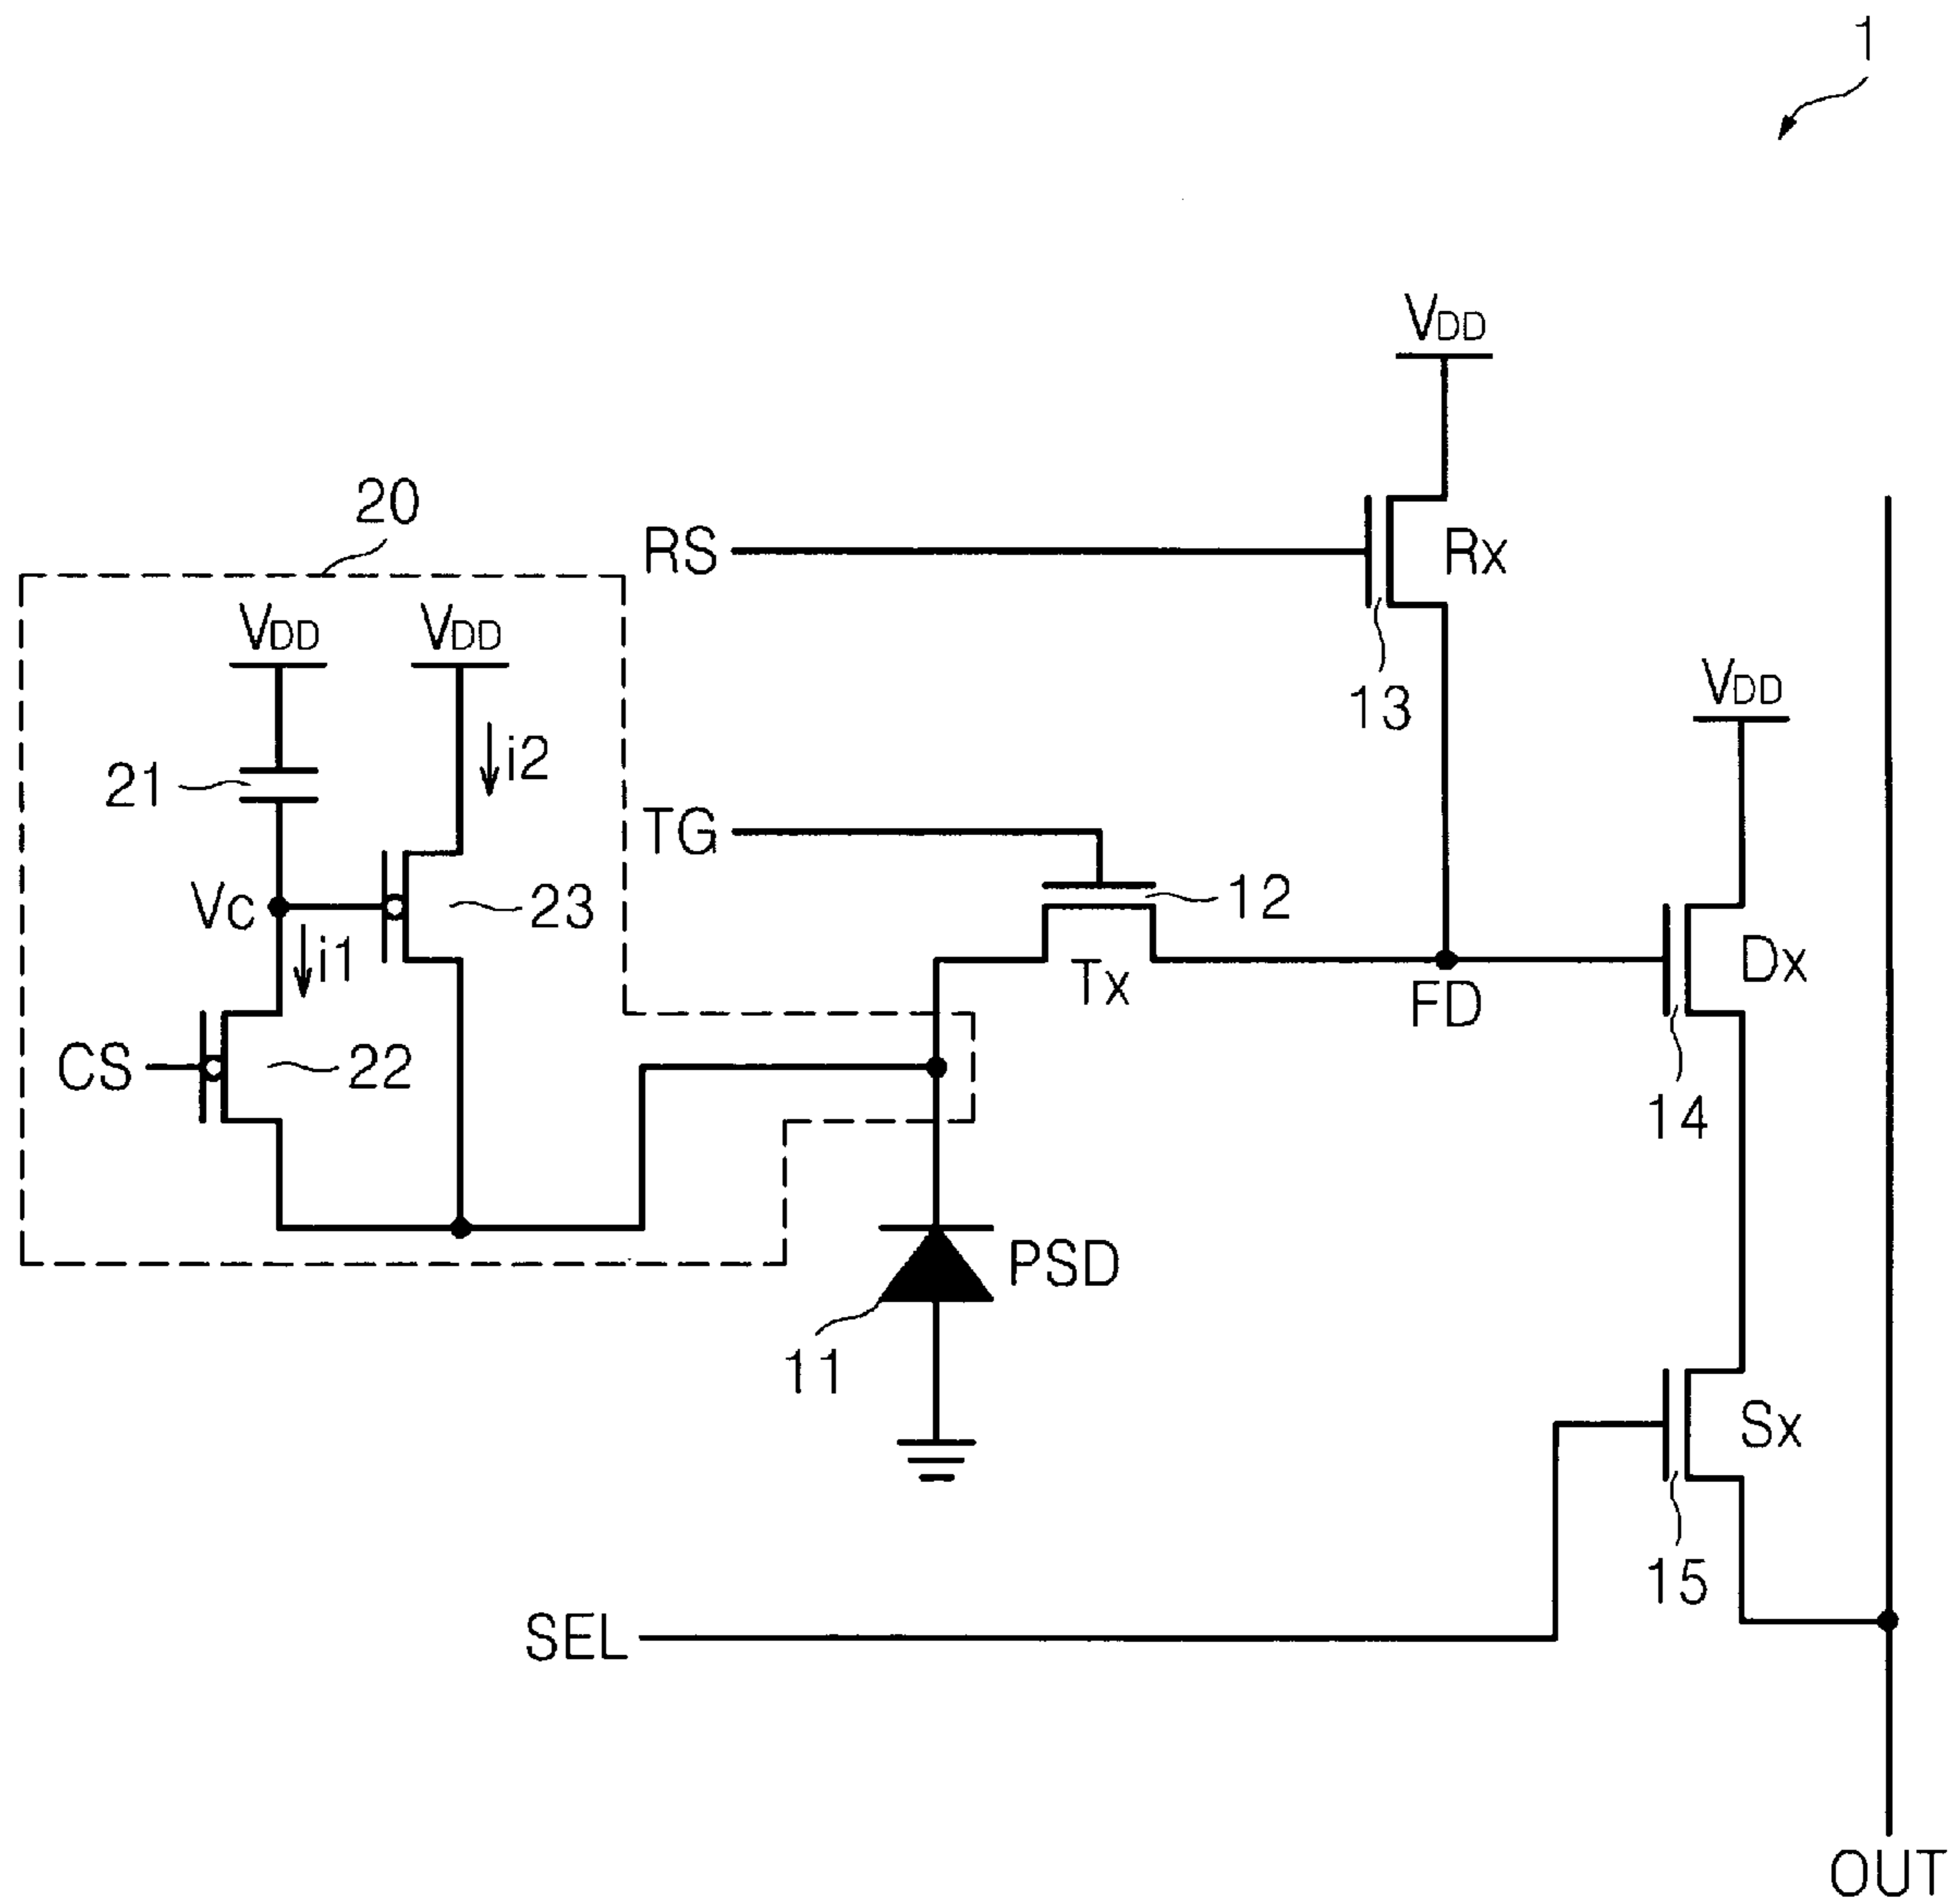 1
VDD
20
RS
Rx
VDD
VDD
13
VDD
i2
21
TG
Vc
23
12
i1
Tx
FD
Dx
CS
22
14
PSD
11
Sx
15
SEL
OUT